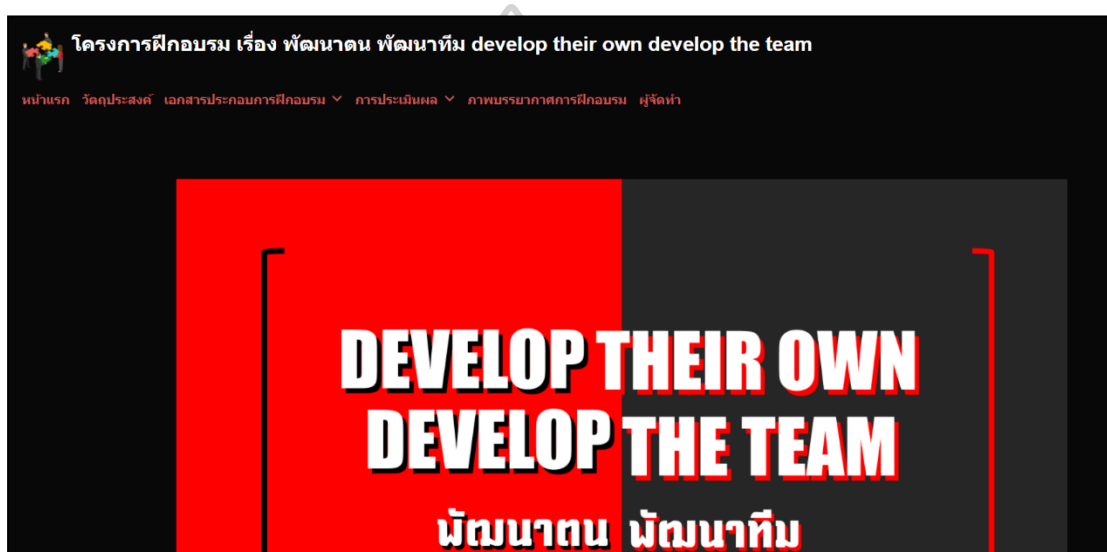 โครงการฝึกอบรม เรื่อง พัฒนาตน พัฒนาทีม develop their own develop the team
หน้าแรก วัตถุประสงค์ เอกสารประกอบการฝึกอบรม การประเมินผล ภาพบรรยากาศการฝึกอบรม ผู้จัดทำ
DEVELOP THEIR OWN
DEVELOP THE TEAM
พัฒนาตน พัฒนาทีม